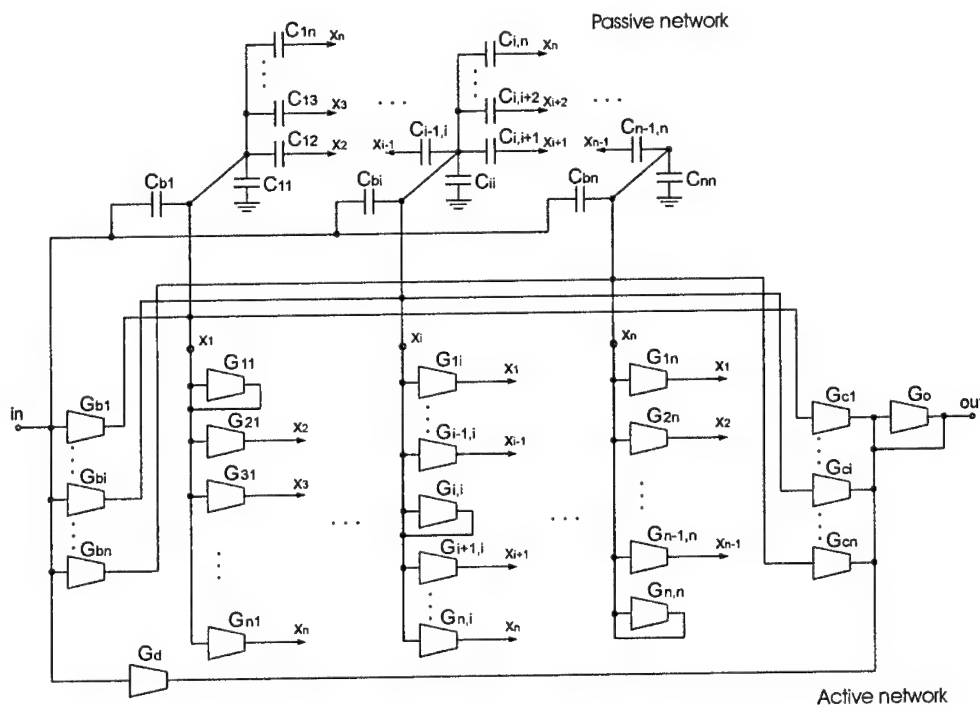 Passive network
C1n Xn
Ci,n Xn
C13 X3
Ci,i+2 Xi+2
C12 X2
Xi-1 Ci-1,i
Ci,i+1 Xi+1
Xn-1 Cn-1,n
Cb1 C11
Cbi Cii
Cbn Cnn
X1 Xi Xn
G11
G1i X1
G1n X1
in
Gb1
G21 X2
Gi-1,i Xi-1
G2n X2
Gc1 Go out
Gbi
G31 X3
Gi,i
Gci
Gbn
Gi+1,i Xi+1
Gn-1,n Xn-1
Gcn
Gn1 Xn
Gn,i Xn
Gn,n
Gd
Active network